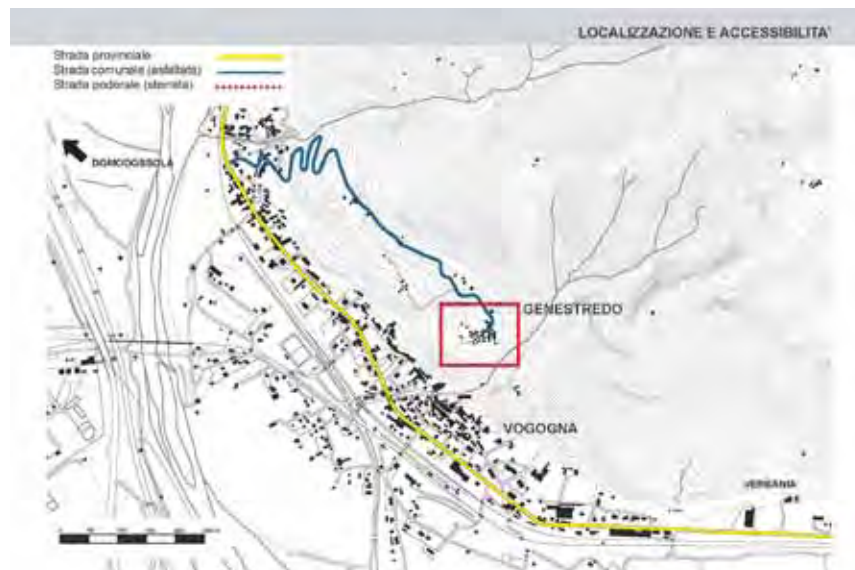 LOCALIZZAZIONE E ACCESSIBILITA'
Strada provinciale
Strada comunale (asfaltata)
Strada poderale (sterrata)
DOMODOSSOLA
GENESTREDO
VOGOGNA
VERBANIA